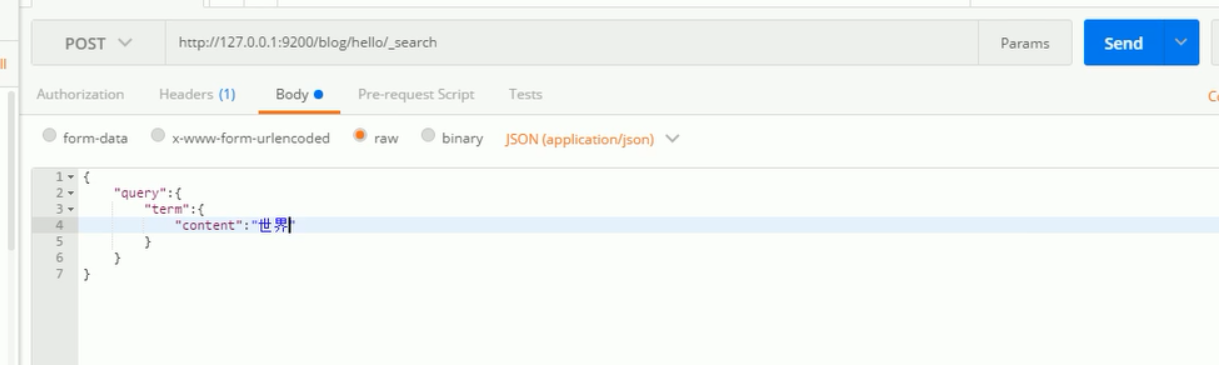 POST http://127.0.0.1:9200/blog/hello/_search Params Send
Authorization Headers (1) Body Pre-request Script Tests
form-data x-www-form-urlencoded raw binary JSON (application/json)
1 {
2 "query":{
3 "term":{
4 "content":"世界"
5 }
6 }
7 }